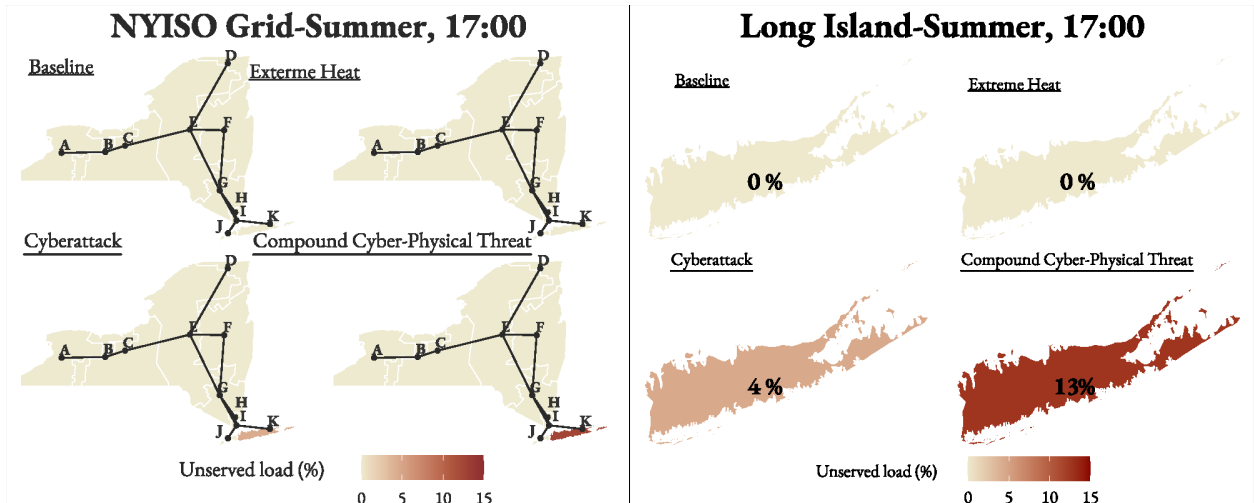 NYISO Grid-Summer, 17:00
Baseline
Exterme Heat
A
B
C
D
E
F
G
H
I
J
K
A
B
C
D
E
F
G
H
I
J
K
Cyberattack
Compound Cyber-Physical Threat
A
B
C
D
E
F
G
H
I
J
K
A
B
C
D
E
F
G
H
I
J
K
Unserved load (%)
0 5 10 15
Long Island-Summer, 17:00
Baseline
Extreme Heat
0 %
0 %
Cyberattack
Compound Cyber-Physical Threat
4 %
13%
Unserved load (%)
0 5 10 15